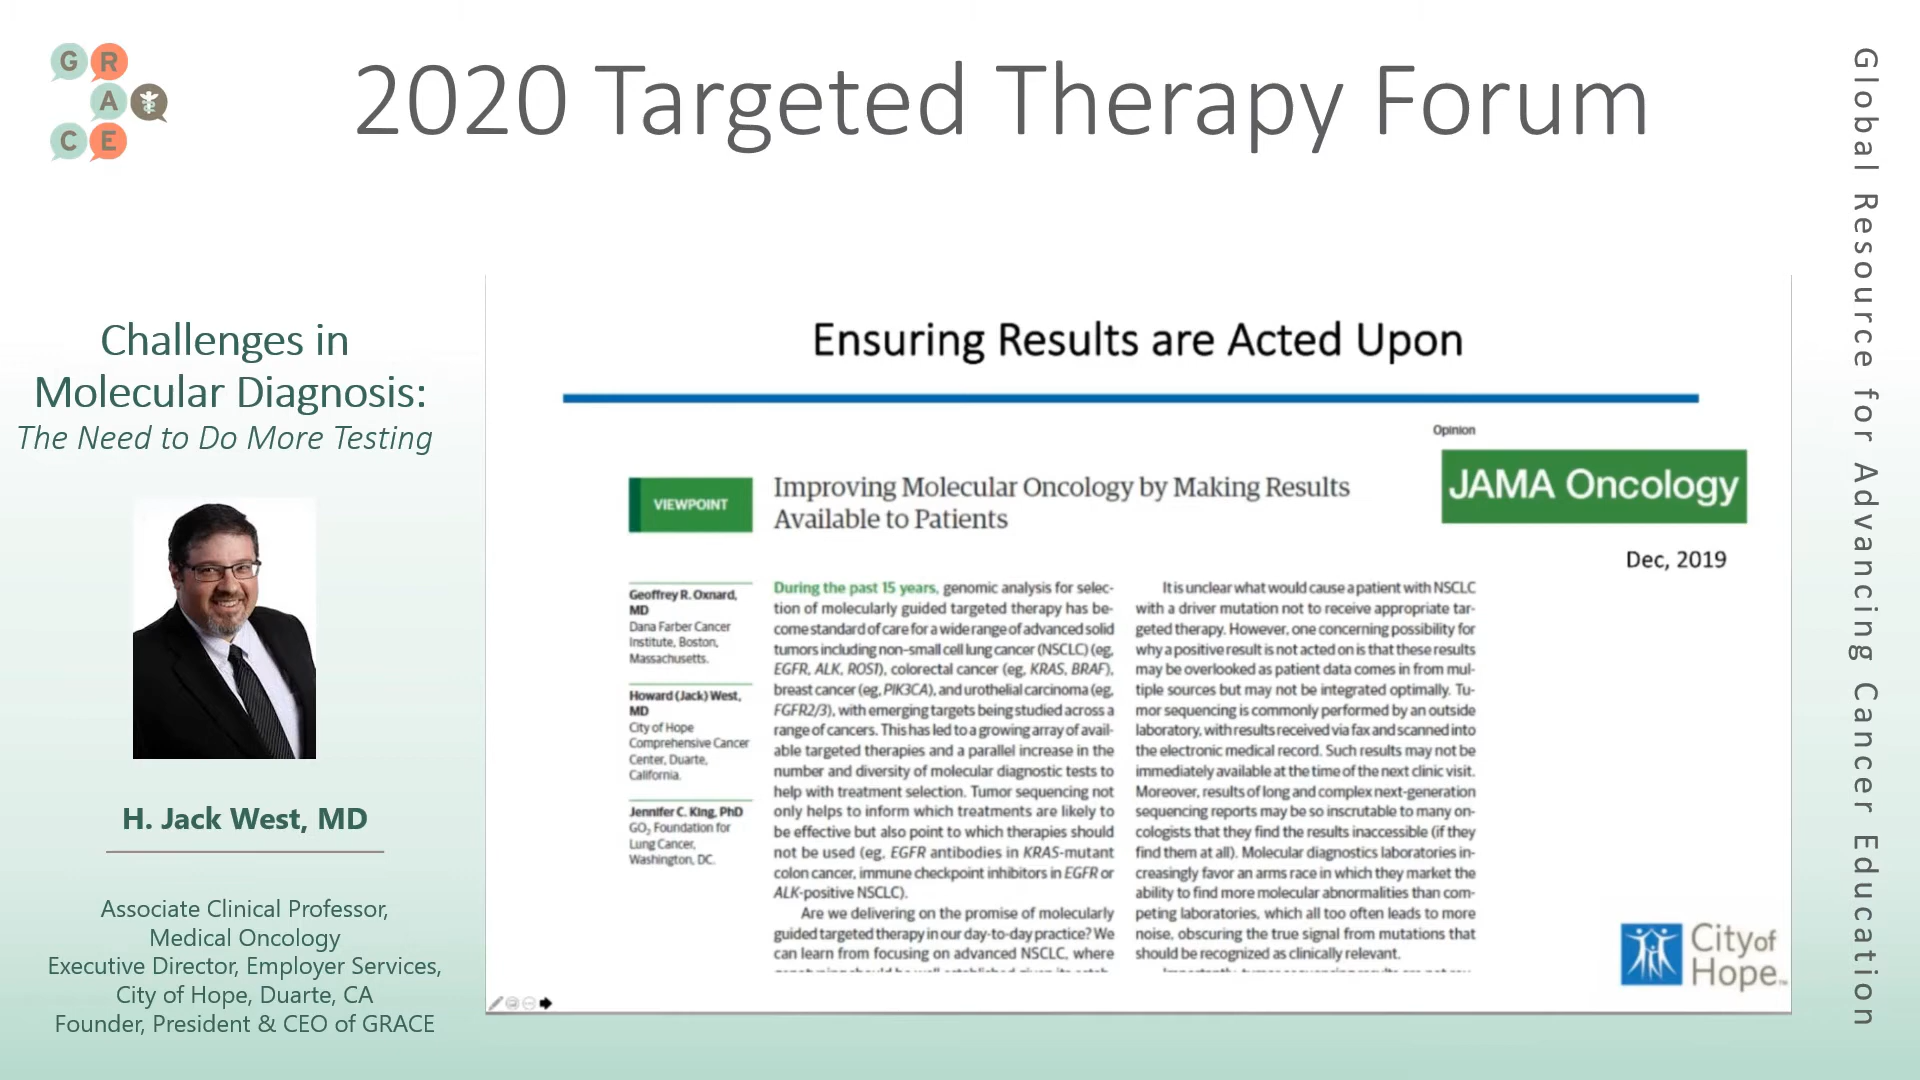 G R
A
C E
2020 Targeted Therapy Forum
Global Resource for Advancing Cancer Education
Challenges in
Molecular Diagnosis:
The Need to Do More Testing
H. Jack West, MD
Associate Clinical Professor,
Medical Oncology
Executive Director, Employer Services,
City of Hope, Duarte, CA
Founder, President & CEO of GRACE
Ensuring Results are Acted Upon
Opinion
JAMA Oncology
Dec, 2019
VIEWPOINT
Improving Molecular Oncology by Making Results
Available to Patients
Geoffrey R. Oxnard,
MD
Dana Farber Cancer
Institute, Boston,
Massachusetts.
Howard (Jack) West,
MD
City of Hope
Comprehensive Cancer
Center, Duarte,
California.
Jennifer C. King, PhD
GO₂ Foundation for
Lung Cancer,
Washington, DC.
During the past 15 years, genomic analysis for selec-
tion of molecularly guided targeted therapy has be-
come standard of care for a wide range of advanced solid
tumors including non–small cell lung cancer (NSCLC) (eg,
EGFR, ALK, ROS1), colorectal cancer (eg, KRAS, BRAF),
breast cancer (eg, PIK3CA), and urothelial carcinoma (eg,
FGFR2/3), with emerging targets being studied across a
range of cancers. This has led to a growing array of avail-
able targeted therapies and a parallel increase in the
number and diversity of molecular diagnostic tests to
help with treatment selection. Tumor sequencing not
only helps to inform which treatments are likely to
be effective but also point to which therapies should
not be used (eg, EGFR antibodies in KRAS-mutant
colon cancer, immune checkpoint inhibitors in EGFR or
ALK-positive NSCLC).
Are we delivering on the promise of molecularly
guided targeted therapy in our day-to-day practice? We
can learn from focusing on advanced NSCLC, where
It is unclear what would cause a patient with NSCLC
with a driver mutation not to receive appropriate tar-
geted therapy. However, one concerning possibility for
why a positive result is not acted on is that these results
may be overlooked as patient data comes in from mul-
tiple sources but may not be integrated optimally. Tu-
mor sequencing is commonly performed by an outside
laboratory, with results received via fax and scanned into
the electronic medical record. Such results may not be
immediately available at the time of the next clinic visit.
Moreover, results of long and complex next-generation
sequencing reports may be so inscrutable to many on-
cologists that they find the results inaccessible (if they
find them at all). Molecular diagnostics laboratories in-
creasingly favor an arms race in which they market the
ability to find more molecular abnormalities than com-
peting laboratories, which all too often leads to more
noise, obscuring the true signal from mutations that
should be recognized as clinically relevant.
City of
Hope™